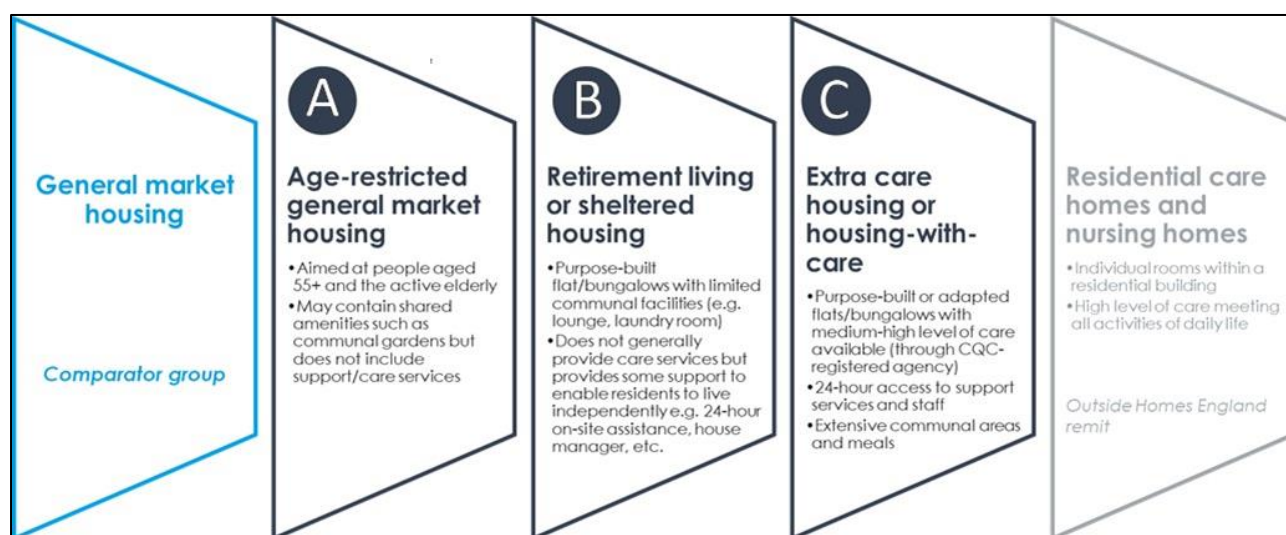 General market
housing
Comparator group
A
Age-restricted
general market
housing
•Aimed at people aged
55+ and the active elderly
•May contain shared
amenities such as
communal gardens but
does not include
support/care services
B
Retirement living
or sheltered
housing
•Purpose-built
flat/bungalows with limited
communal facilities (e.g.
lounge, laundry room)
•Does not generally
provide care services but
provides some support to
enable residents to live
independently e.g. 24-hour
on-site assistance, house
manager, etc.
C
Extra care
housing or
housing-with-
care
•Purpose-built or adapted
flats/bungalows with
medium-high level of care
available (through CQC-
registered agency)
•24-hour access to support
services and staff
•Extensive communal areas
and meals
Residential care
homes and
nursing homes
•Individual rooms within a
residential building
•High level of care meeting
all activities of daily life
Outside Homes England
remit